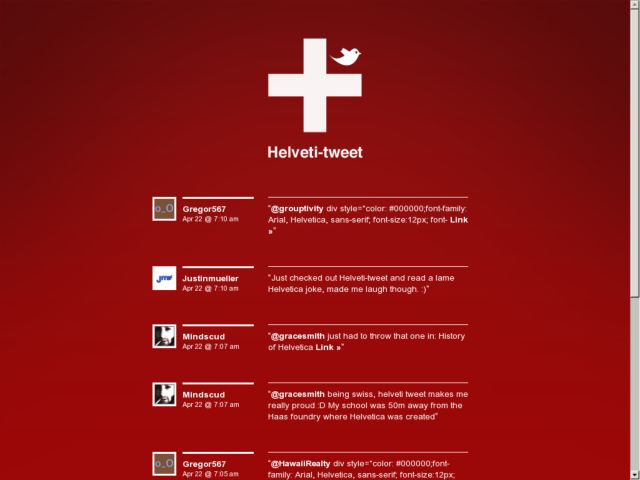 Helveti-tweet
o_O
Gregor567
Apr 22 @ 7:10 am
"@grouptivity div style="color: #000000;font-family:
Arial, Helvetica, sans-serif; font-size:12px; font- Link
»"
jmr
Justinmueller
Apr 22 @ 7:10 am
"Just checked out Helveti-tweet and read a lame
Helvetica joke, made me laugh though. :)"
Mindscud
Apr 22 @ 7:07 am
"@gracesmith just had to throw that one in: History
of Helvetica Link »"
Mindscud
Apr 22 @ 7:07 am
"@gracesmith being swiss, helveti tweet makes me
really proud :D My school was 50m away from the
Haas foundry where Helvetica was created"
o_O
Gregor567
Apr 22 @ 7:05 am
"@HawaiiRealty div style="color: #000000;font-
family: Arial, Helvetica, sans-serif; font-size:12px;